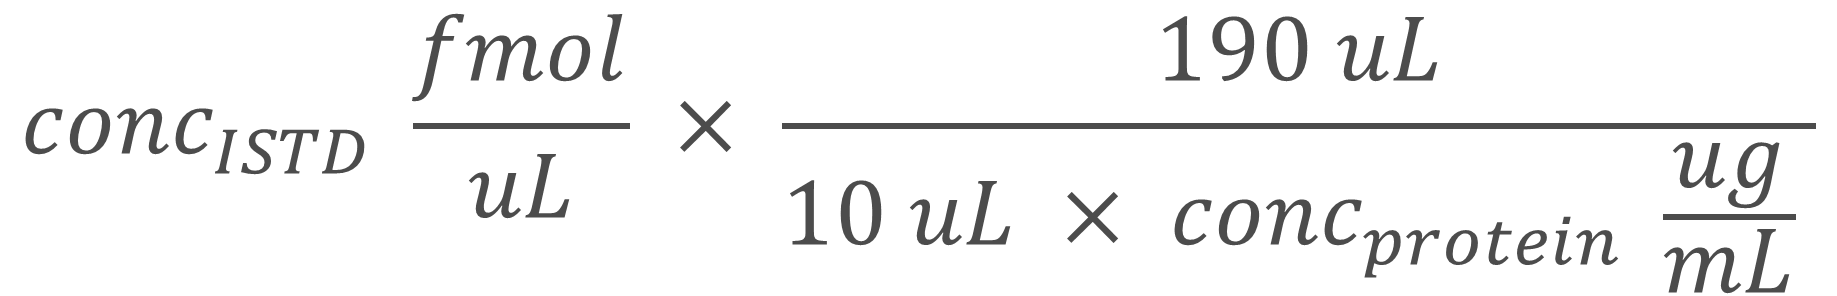 conc_ISTD fmol/uL × 190 uL/(10 uL × conc_protein ug/mL)